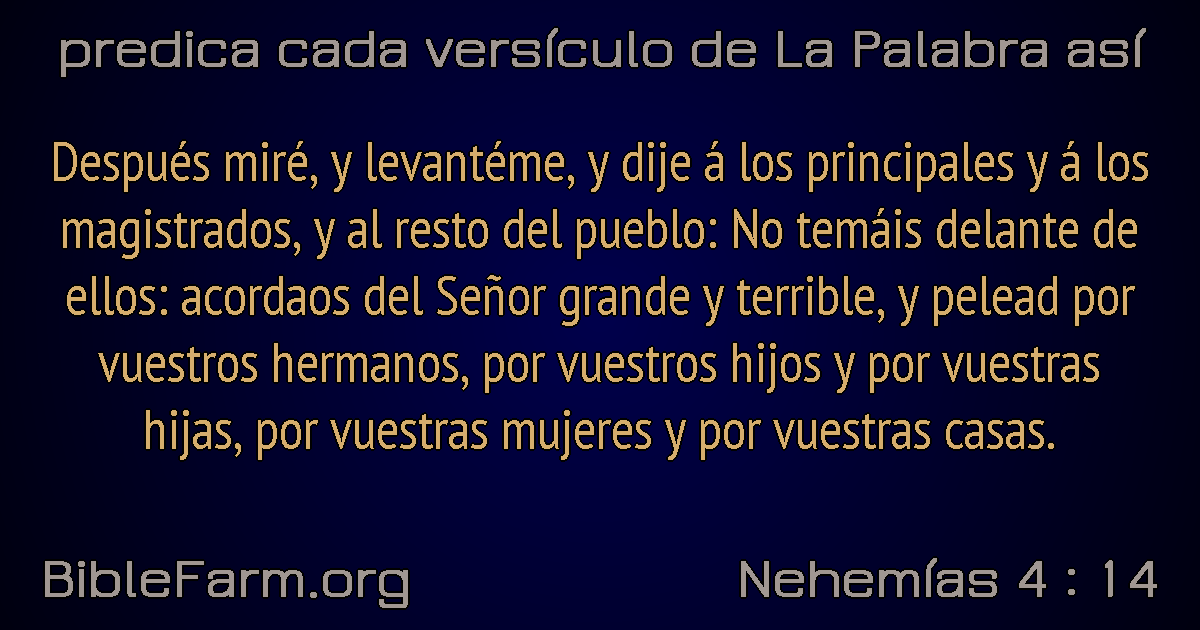 predica cada versículo de La Palabra así
Después miré, y levantéme, y dije á los principales y á los
magistrados, y al resto del pueblo: No temáis delante de
ellos: acordaos del Señor grande y terrible, y pelead por
vuestros hermanos, por vuestros hijos y por vuestras
hijas, por vuestras mujeres y por vuestras casas.
BibleFarm.org
Nehemías 4 : 14